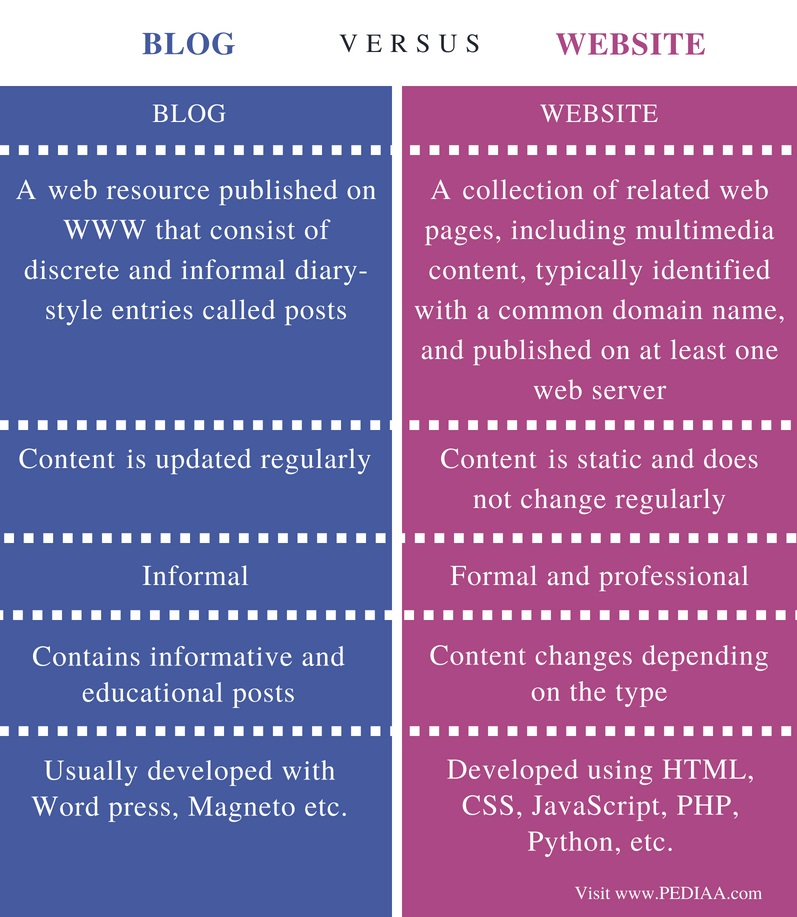 BLOG VERSUS WEBSITE
BLOG
A web resource published on
WWW that consist of
discrete and informal diary-
style entries called posts
Content is updated regularly
Informal
Contains informative and
educational posts
Usually developed with
Word press, Magneto etc.
WEBSITE
A collection of related web
pages, including multimedia
content, typically identified
with a common domain name,
and published on at least one
web server
Content is static and does
not change regularly
Formal and professional
Content changes depending
on the type
Developed using HTML,
CSS, JavaScript, PHP,
Python, etc.
Visit www.PEDIAA.com